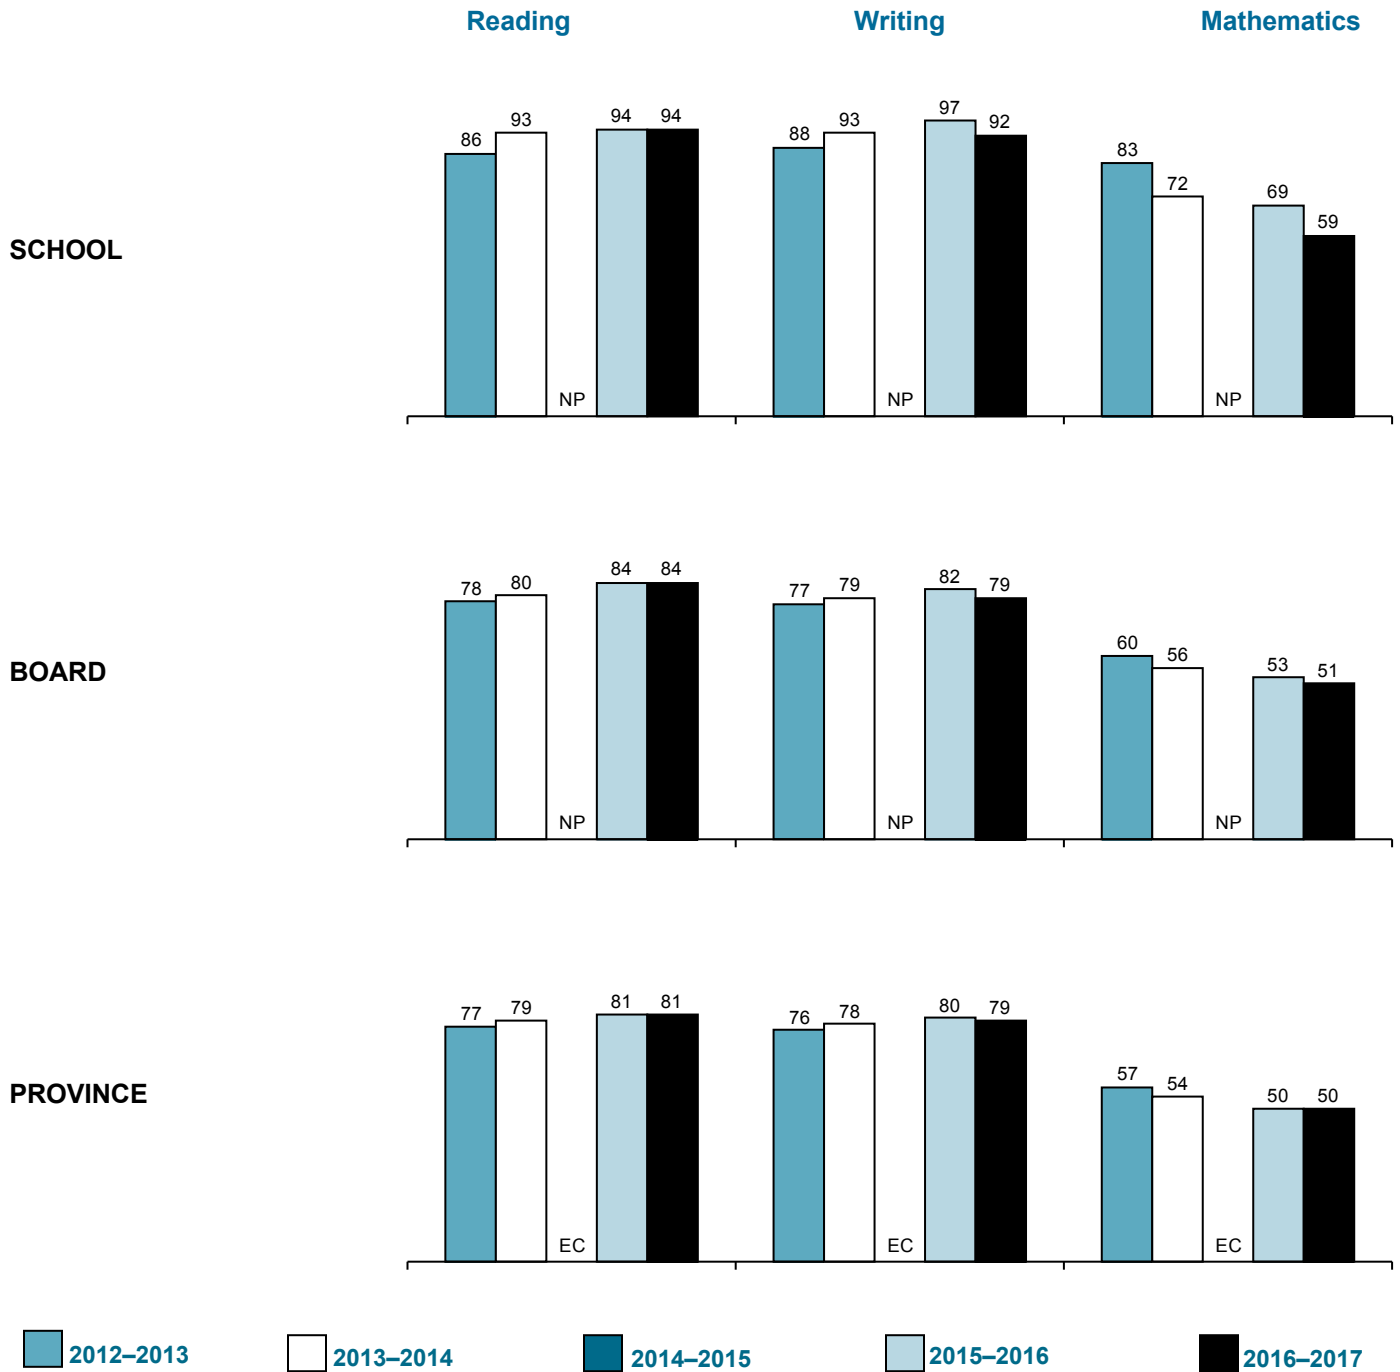 Reading Writing Mathematics
SCHOOL
86 93 NP 94 94 88 93 NP 97 92 83 72 NP 69 59
BOARD
78 80 NP 84 84 77 79 NP 82 79 60 56 NP 53 51
PROVINCE
77 79 EC 81 81 76 78 EC 80 79 57 54 EC 50 50
2012–2013 2013–2014 2014–2015 2015–2016 2016–2017